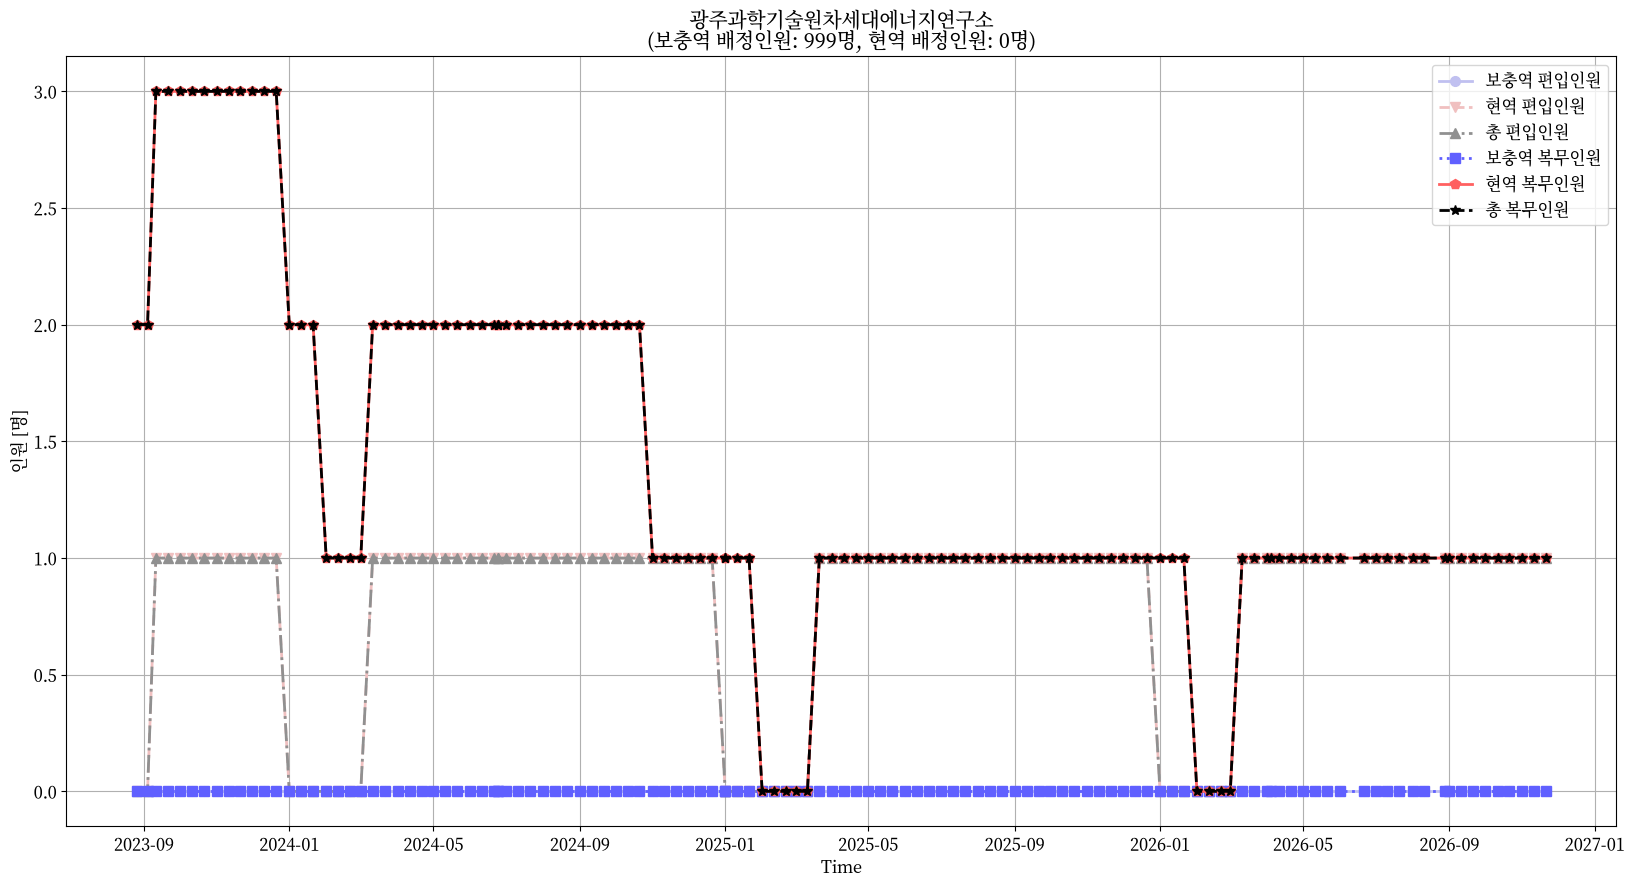 광주과학기술원차세대에너지연구소
(보충역 배정인원: 999명, 현역 배정인원: 0명)
인원 [명]
3.0
2.5
2.0
1.5
1.0
0.5
0.0
보충역 편입인원
현역 편입인원
총 편입인원
보충역 복무인원
현역 복무인원
총 복무인원
2023-09
2024-01
2024-05
2024-09
2025-01
2025-05
2025-09
2026-01
2026-05
2026-09
2027-01
Time